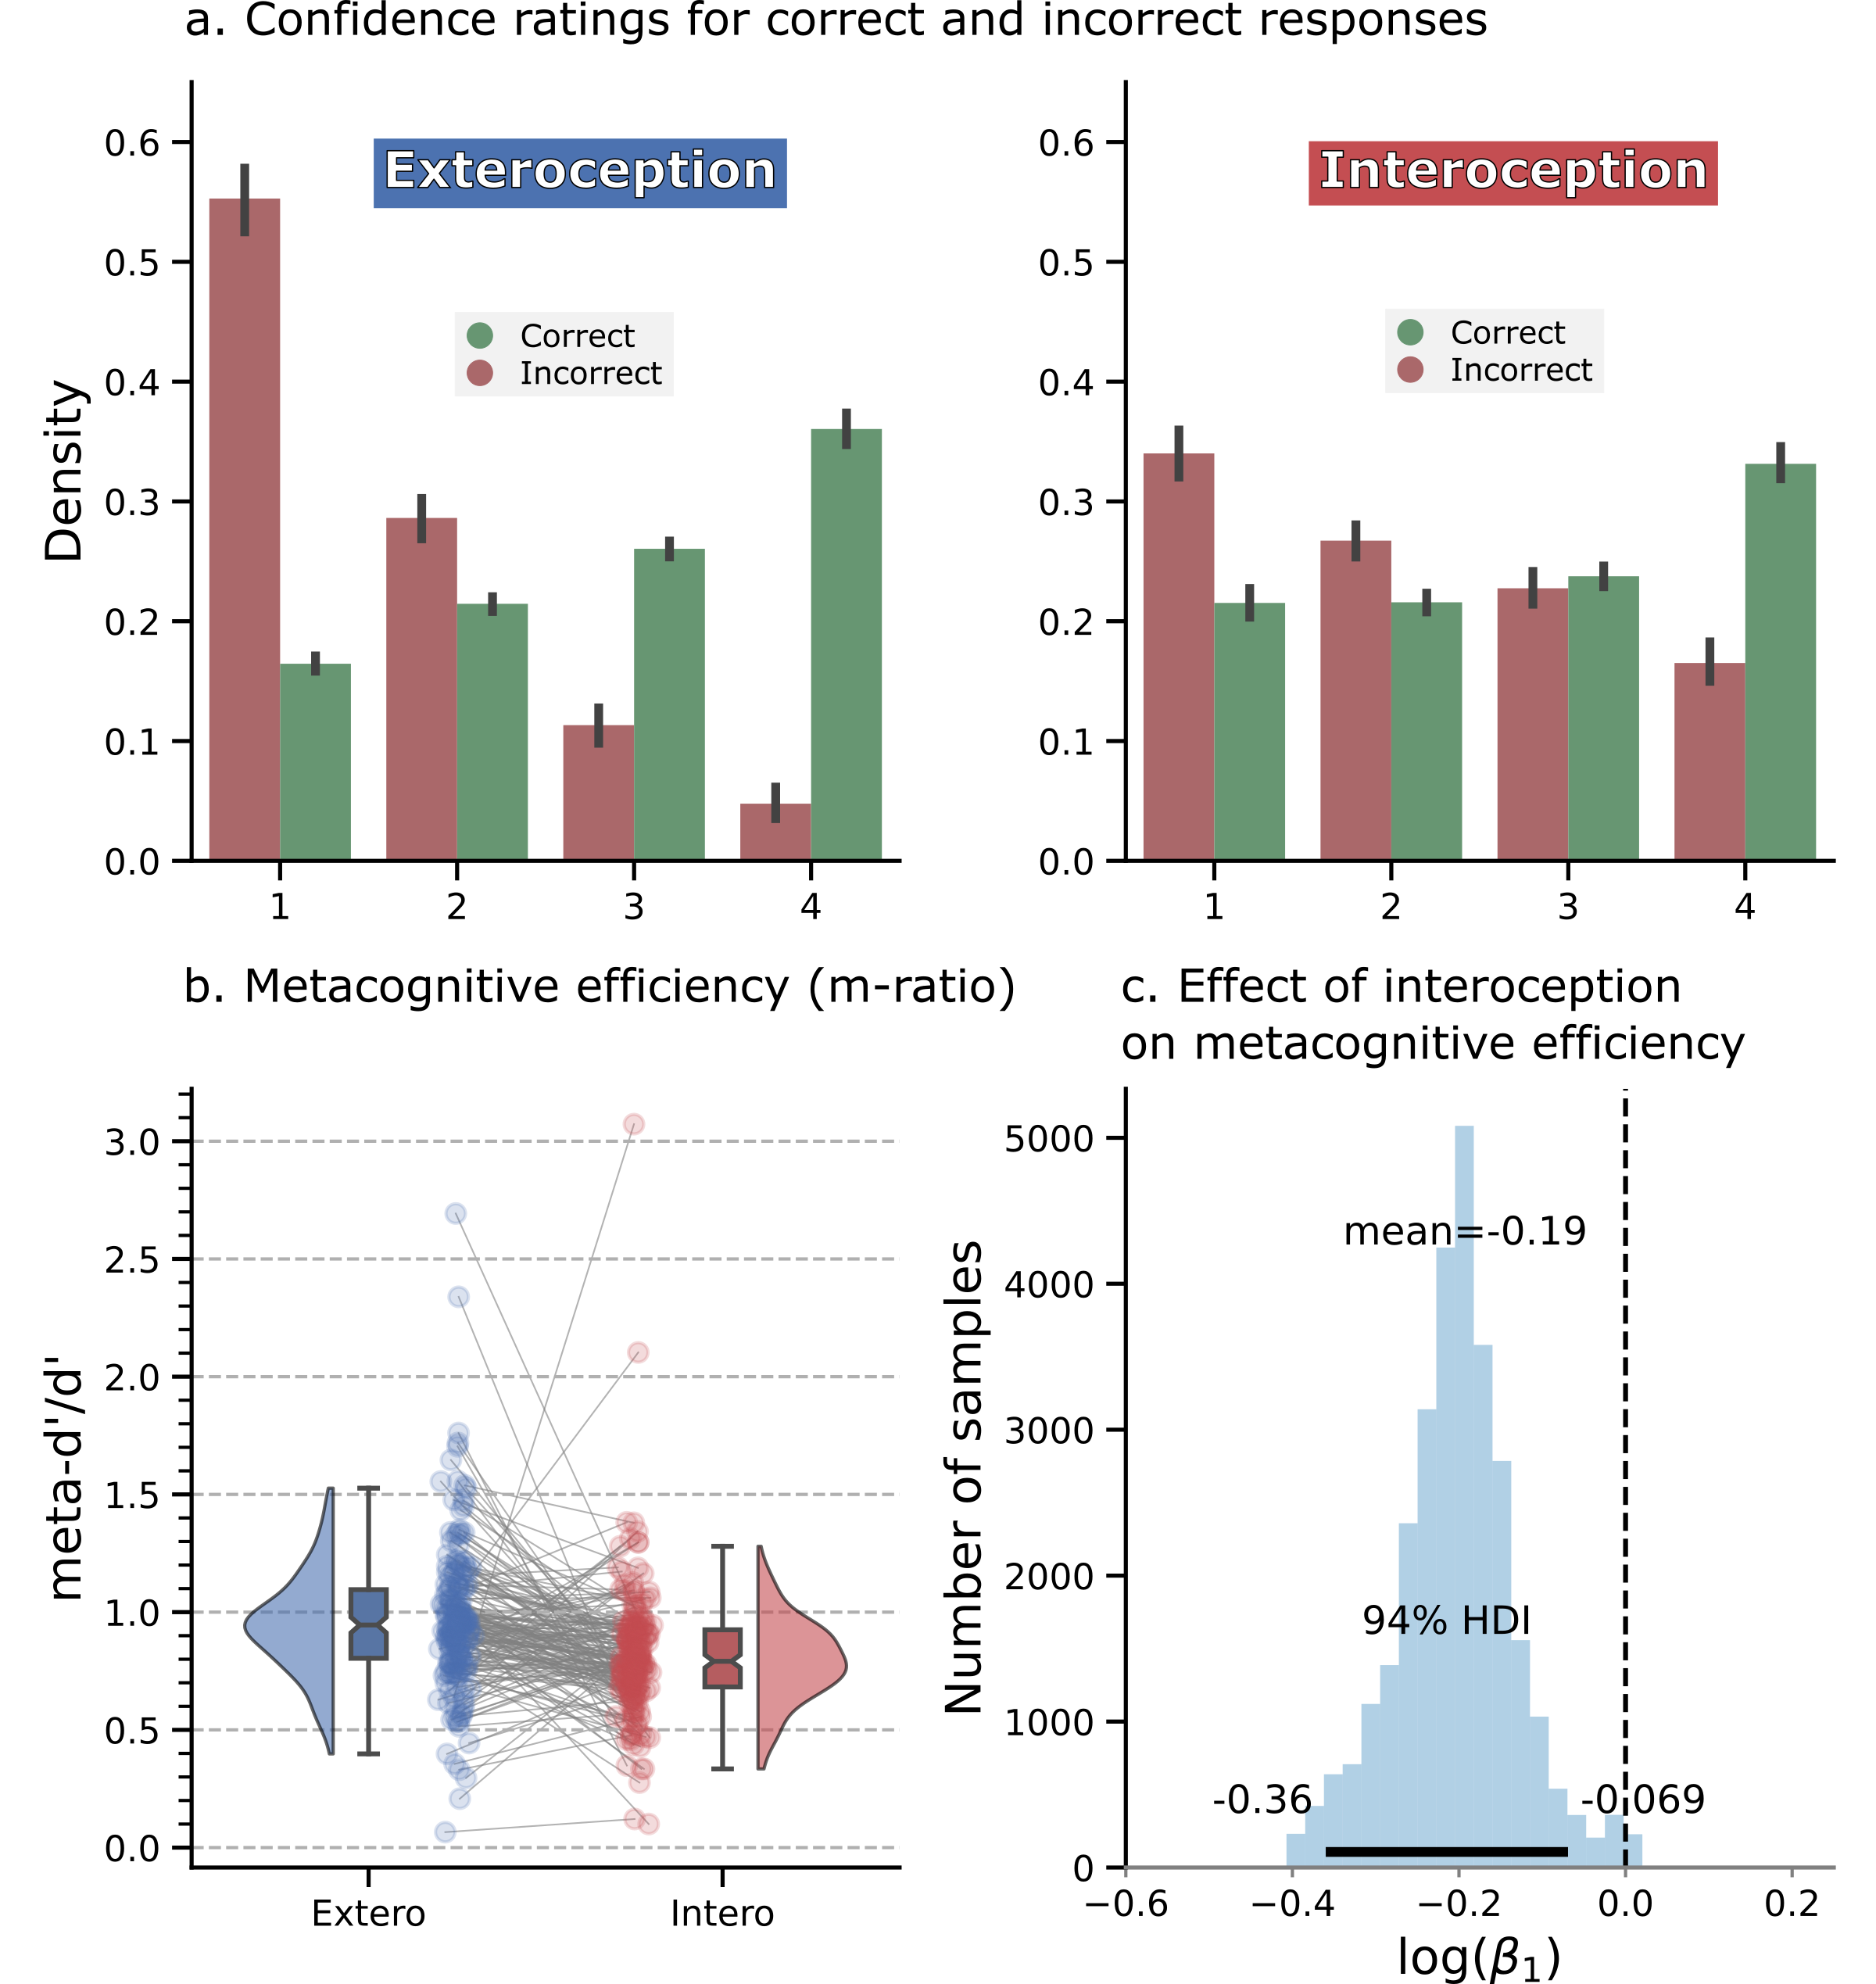 a. Confidence ratings for correct and incorrect responses
Density
0.6
0.5
0.4
0.3
0.2
0.1
0.0
Exteroception
Correct
Incorrect
1 2 3 4
0.6
0.5
0.4
0.3
0.2
0.1
0.0
Interoception
Correct
Incorrect
1 2 3 4
b. Metacognitive efficiency (m-ratio)
meta-d'/d'
3.0
2.5
2.0
1.5
1.0
0.5
0.0
Extero Intero
c. Effect of interoception
on metacognitive efficiency
Number of samples
5000
4000
3000
2000
1000
0
mean=-0.19
94% HDI
-0.36 -0.069
−0.6 −0.4 −0.2 0.0 0.2
log(β₁)